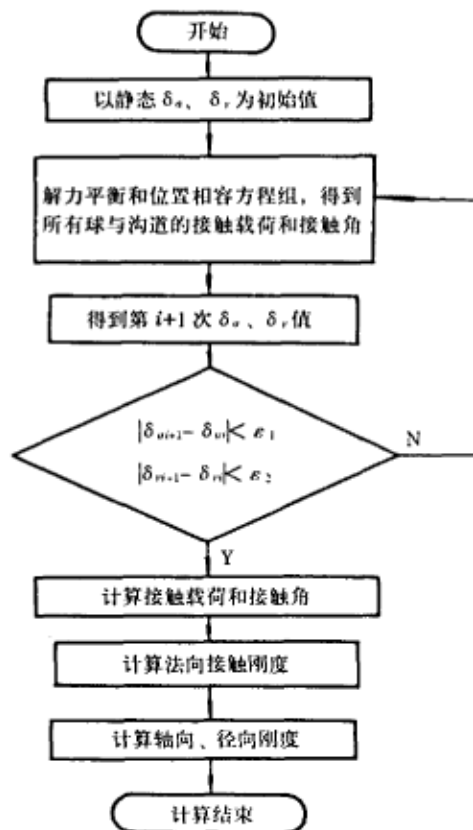 开始
以静态 δa、δr 为初始值
解力平衡和位置相容方程组，得到
所有球与沟道的接触载荷和接触角
得到第 i+1 次 δa、δr 值
|δai+1− δai|< ε1
|δri+1− δri|< ε2
N
Y
计算接触载荷和接触角
计算法向接触刚度
计算轴向、径向刚度
计算结束